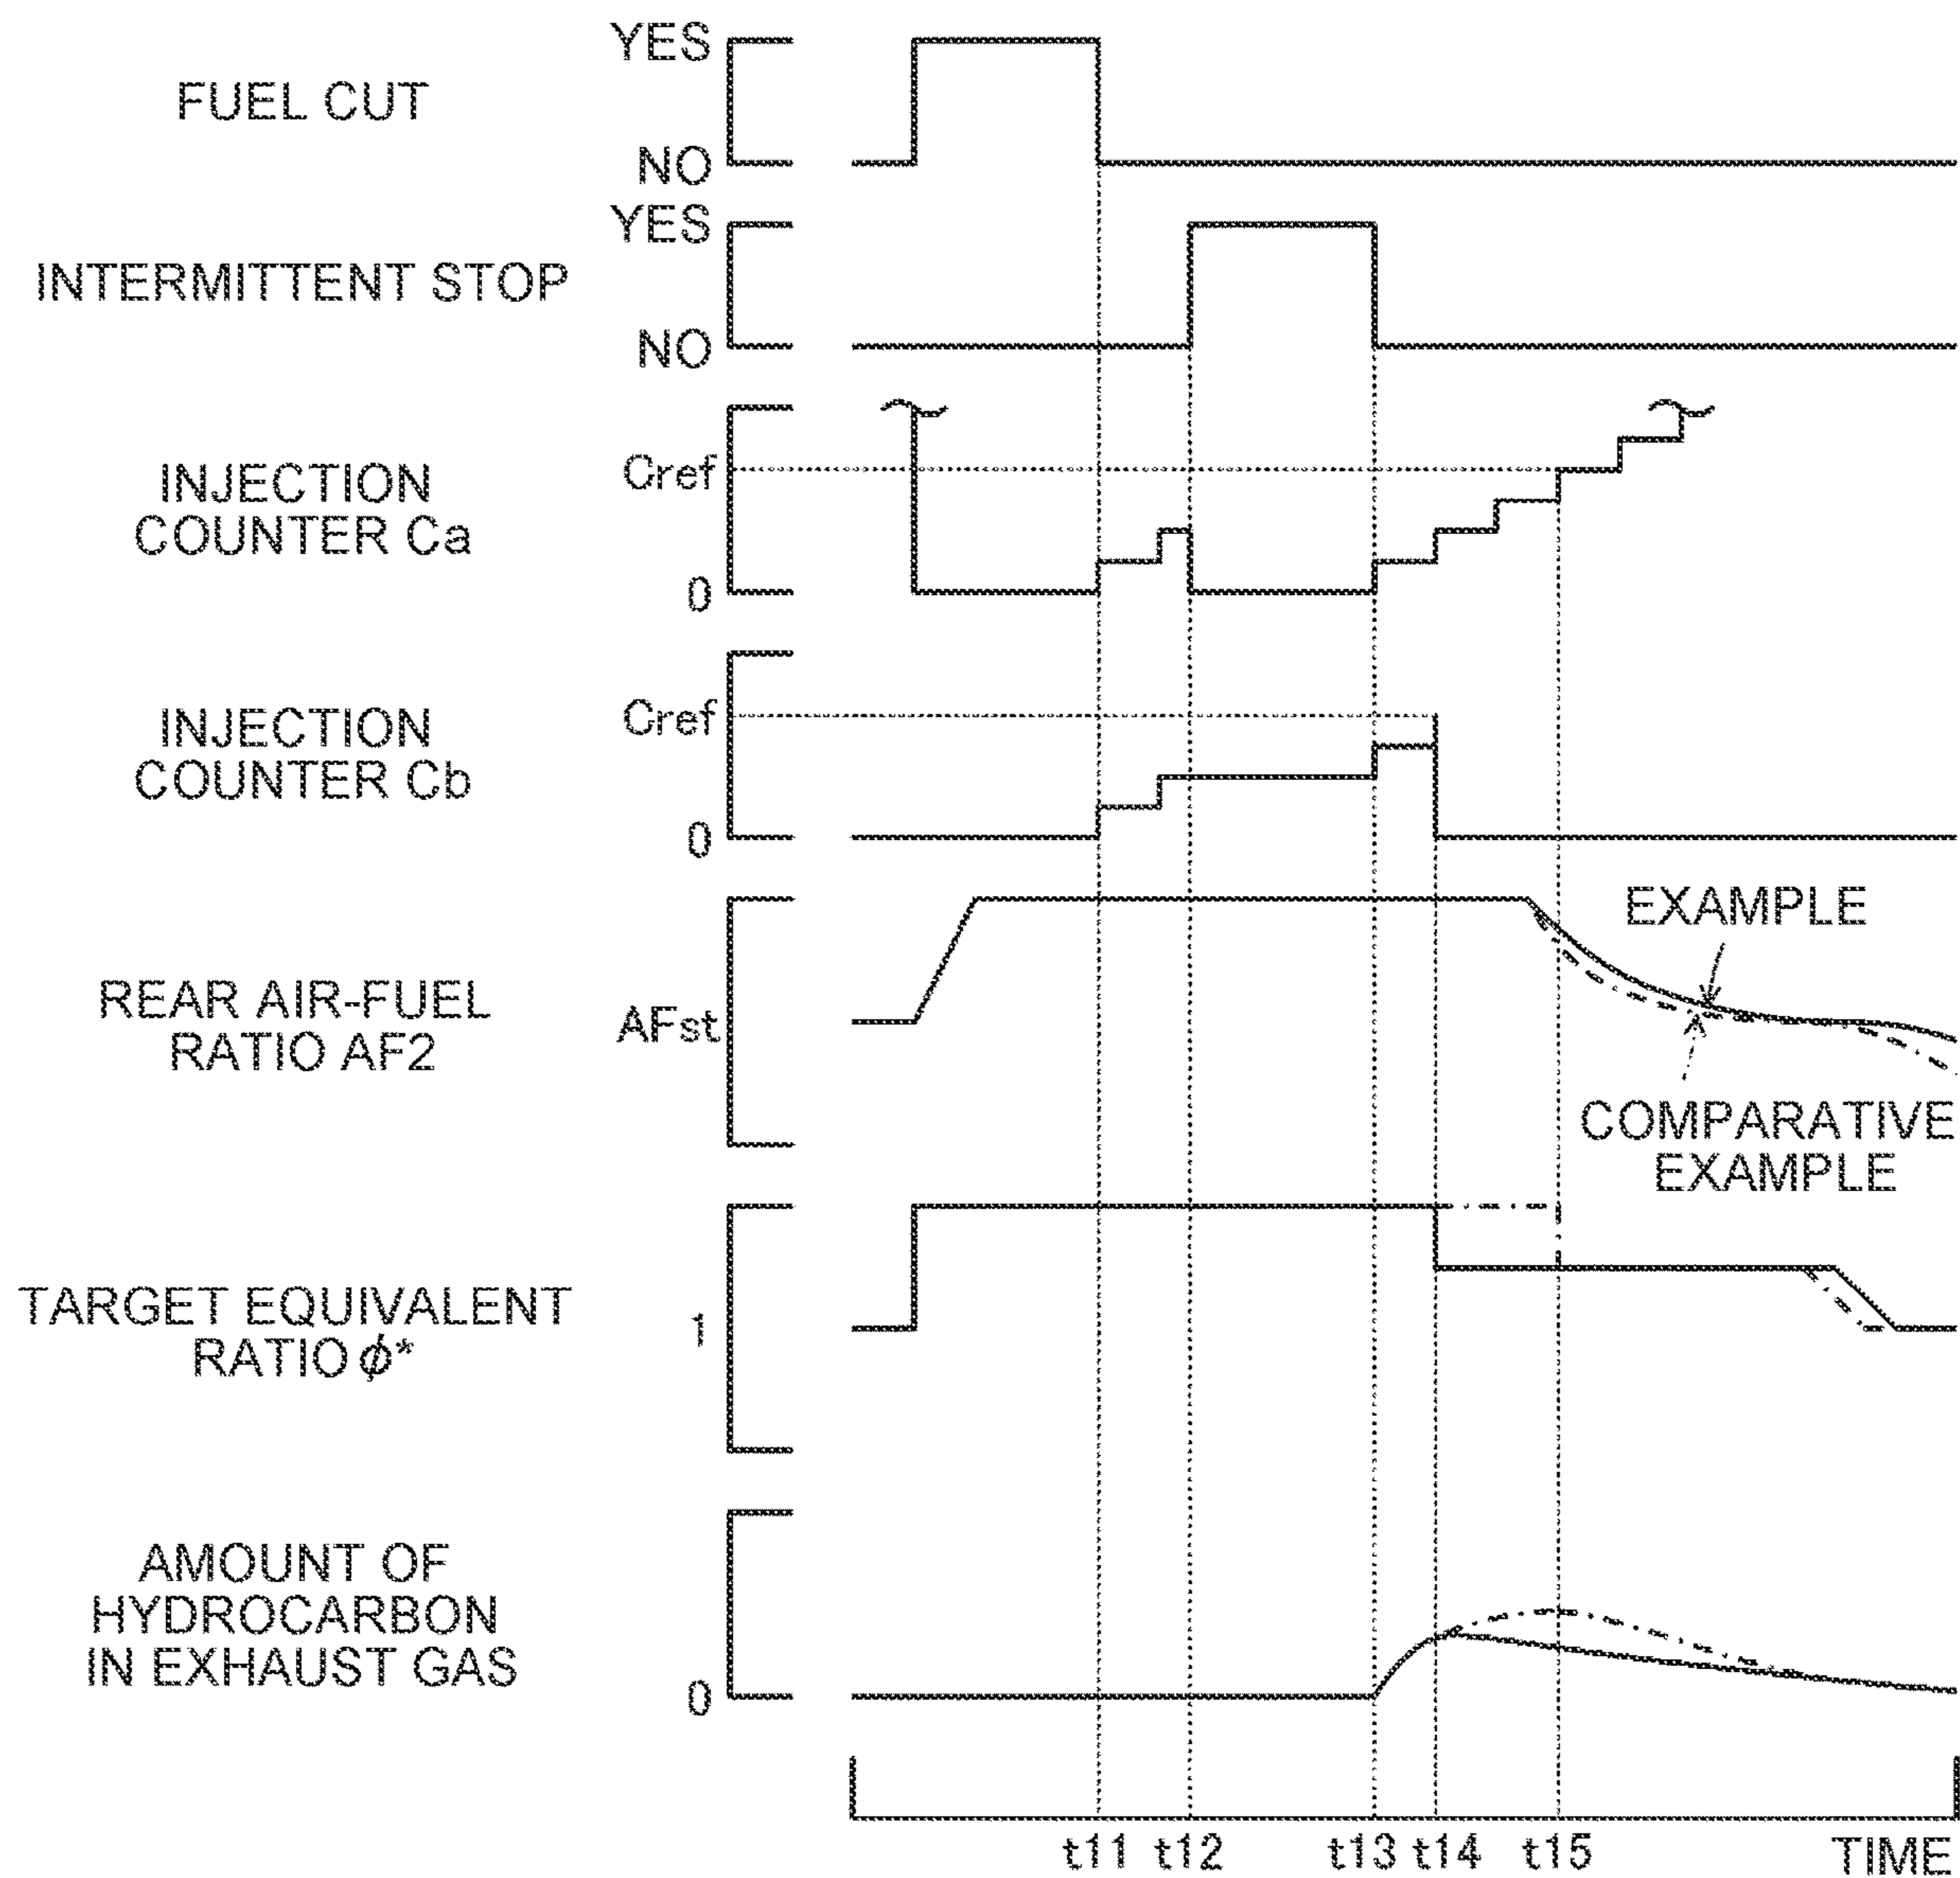 YES
FUEL CUT
NO
YES
INTERMITTENT STOP
NO
Cref
INJECTION
COUNTER Ca
0
Cref
INJECTION
COUNTER Cb
0
EXAMPLE
REAR AIR-FUEL
RATIO AF2
AFst
COMPARATIVE
EXAMPLE
TARGET EQUIVALENT
RATIO ϕ*
1
AMOUNT OF
HYDROCARBON
IN EXHAUST GAS
0
t11 t12 t13 t14 t15 TIME